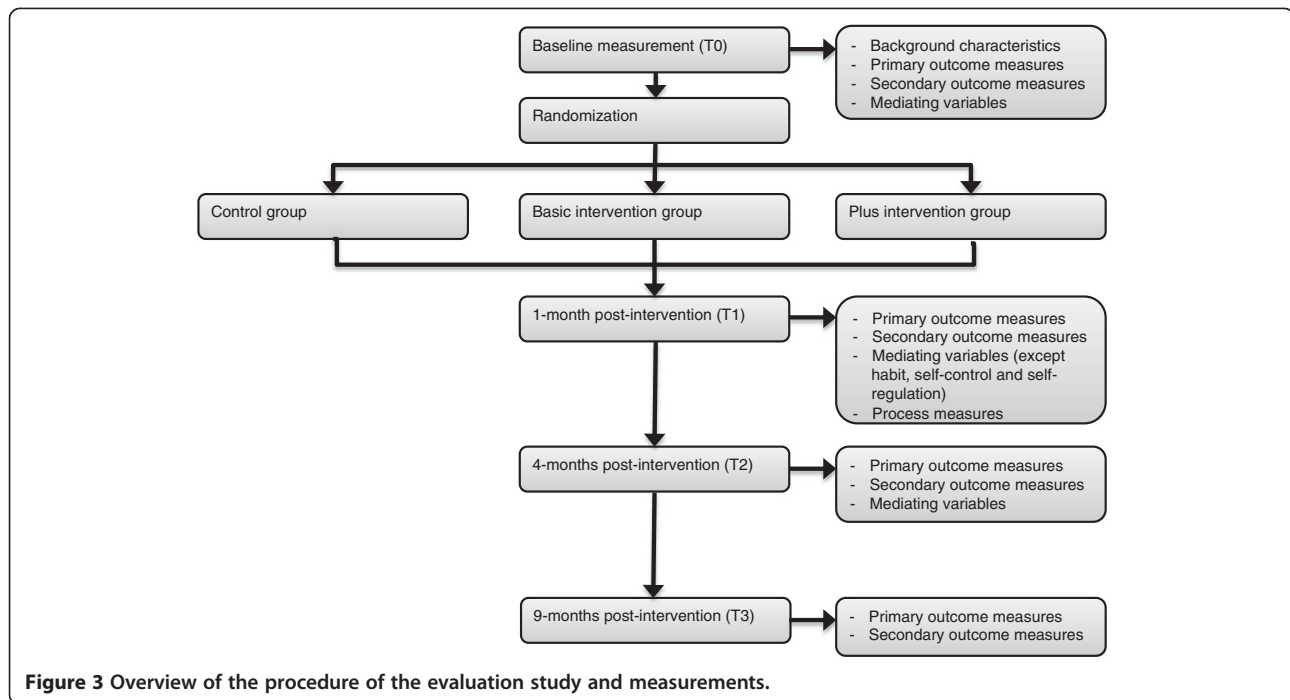 Baseline measurement (T0)
- Background characteristics
- Primary outcome measures
- Secondary outcome measures
- Mediating variables
Randomization
Control group
Basic intervention group
Plus intervention group
1-month post-intervention (T1)
- Primary outcome measures
- Secondary outcome measures
- Mediating variables (except
habit, self-control and self-
regulation)
- Process measures
4-months post-intervention (T2)
- Primary outcome measures
- Secondary outcome measures
- Mediating variables
9-months post-intervention (T3)
- Primary outcome measures
- Secondary outcome measures
Figure 3 Overview of the procedure of the evaluation study and measurements.